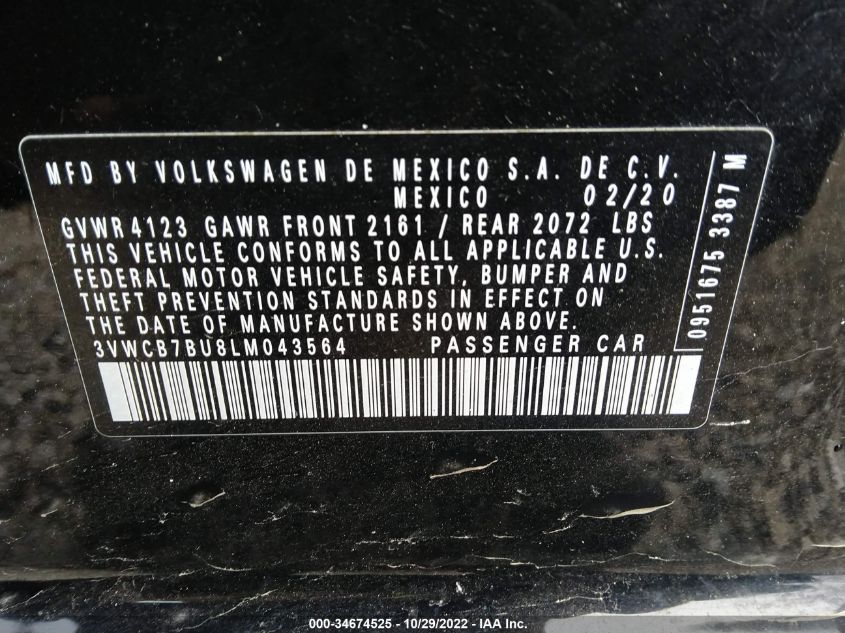 MFD BY VOLKSWAGEN DE MEXICO S.A. DE C.V.
MEXICO 02/20
GVWR 4123 GAWR FRONT 2161 / REAR 2072 LBS
THIS VEHICLE CONFORMS TO ALL APPLICABLE U.S.
FEDERAL MOTOR VEHICLE SAFETY, BUMPER AND
THEFT PREVENTION STANDARDS IN EFFECT ON
THE DATE OF MANUFACTURE SHOWN ABOVE.
3VWCB7BU8LM043564 PASSENGER CAR
0951675 3387 M
000-34674525 - 10/29/2022 - IAA Inc.